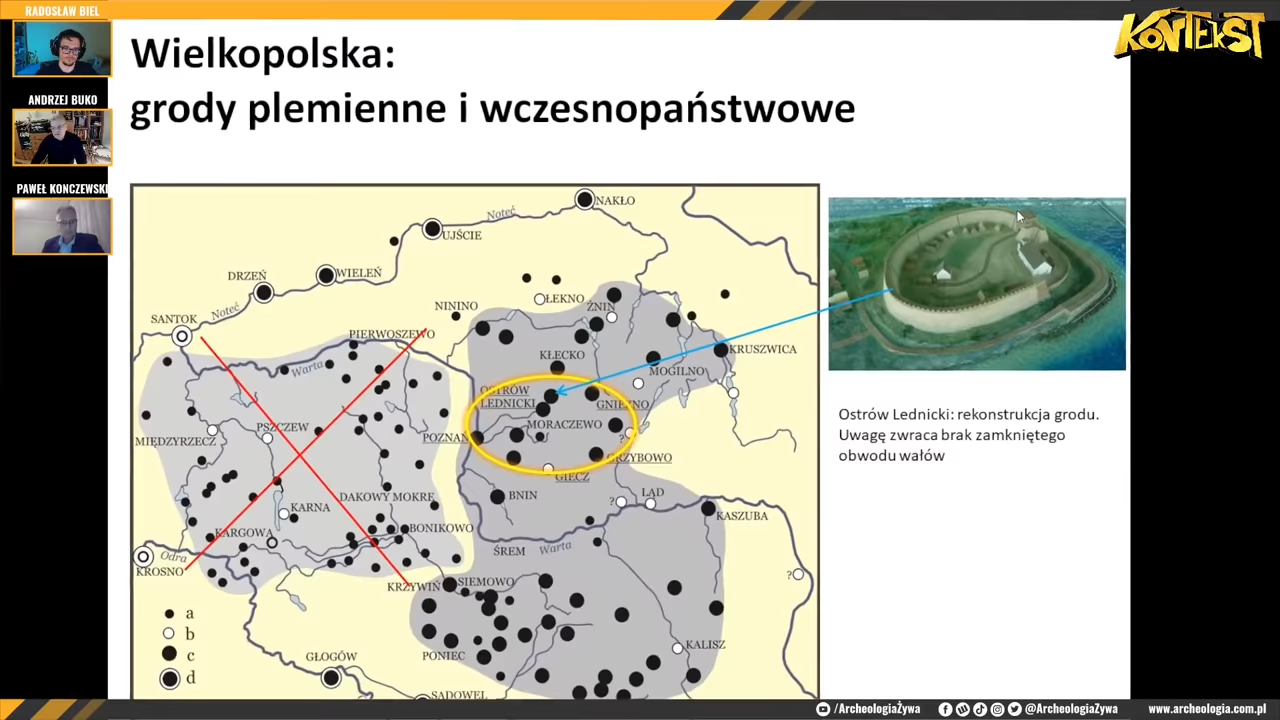 RADOSŁAW BIEL
KONTEKST
Wielkopolska:
grody plemienne i wczesnopaństwowe
ANDRZEJ BUKO
PAWEŁ KONCZEWSKI
NAKŁO
Noteć
UJŚCIE
WIELEŃ
DRZEŃ
Noteć
SANTOK
NININO
ŁEKNO
ŻNIN
PIERWOSZEWO
KRUSZWICA
KŁECKO
Warta
MOGILNO
OSTRÓW
LEDNICKI
GNIEZNO
MORACZEWO
PSZCZEW
MIĘDZYRZECZ
POZNAŃ
?
GRZYBOWO
GIECZ
DAKOWY MOKRE
BNIN
? LĄD
KARNA
KASZUBA
BONIKOWO
KARGOWA
ŚREM Warta
Odra
KROSNO
?
KRZYWIŃ
SIEMOWO
a
b
c
d
KALISZ
GŁOGÓW
PONIEC
SĄDOWEL
Ostrów Lednicki: rekonstrukcja grodu.
Uwagę zwraca brak zamkniętego
obwodu wałów
/ArcheologiaŻywa
@ArcheologiaŻywa
www.archeologia.com.pl